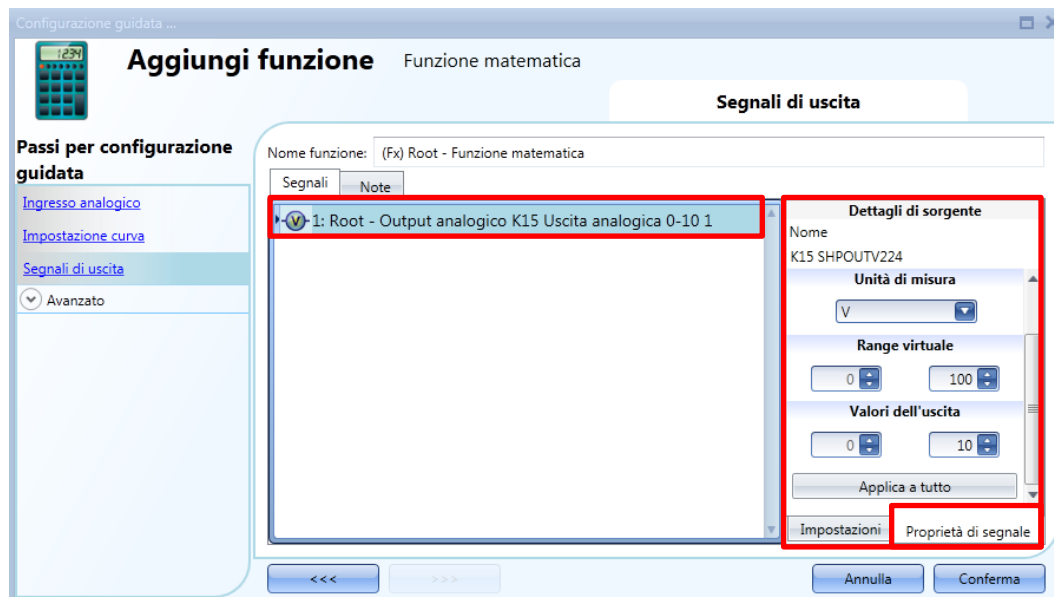 Configurazione guidata ...
1234
Aggiungi funzione
Funzione matematica
Segnali di uscita
Passi per configurazione
guidata
Ingresso analogico
Impostazione curva
Segnali di uscita
Avanzato
Nome funzione: (Fx) Root - Funzione matematica
Segnali
Note
V 1: Root - Output analogico K15 Uscita analogica 0-10 1
Dettagli di sorgente
Nome
K15 SHPOUTV224
Unità di misura
V
Range virtuale
0 100
Valori dell'uscita
0 10
Applica a tutto
Impostazioni
Proprietà di segnale
<<<
>>>
Annulla
Conferma